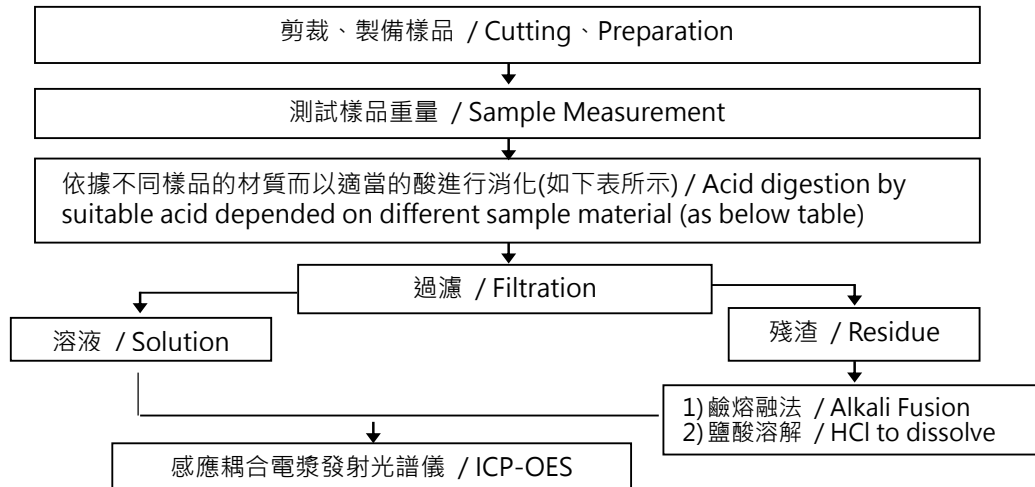 剪裁、製備樣品 / Cutting、Preparation
測試樣品重量 / Sample Measurement
依據不同樣品的材質而以適當的酸進行消化(如下表所示) / Acid digestion by
suitable acid depended on different sample material (as below table)
過濾 / Filtration
溶液 / Solution
殘渣 / Residue
1) 鹼熔融法 / Alkali Fusion
2) 鹽酸溶解 / HCl to dissolve
感應耦合電漿發射光譜儀 / ICP-OES